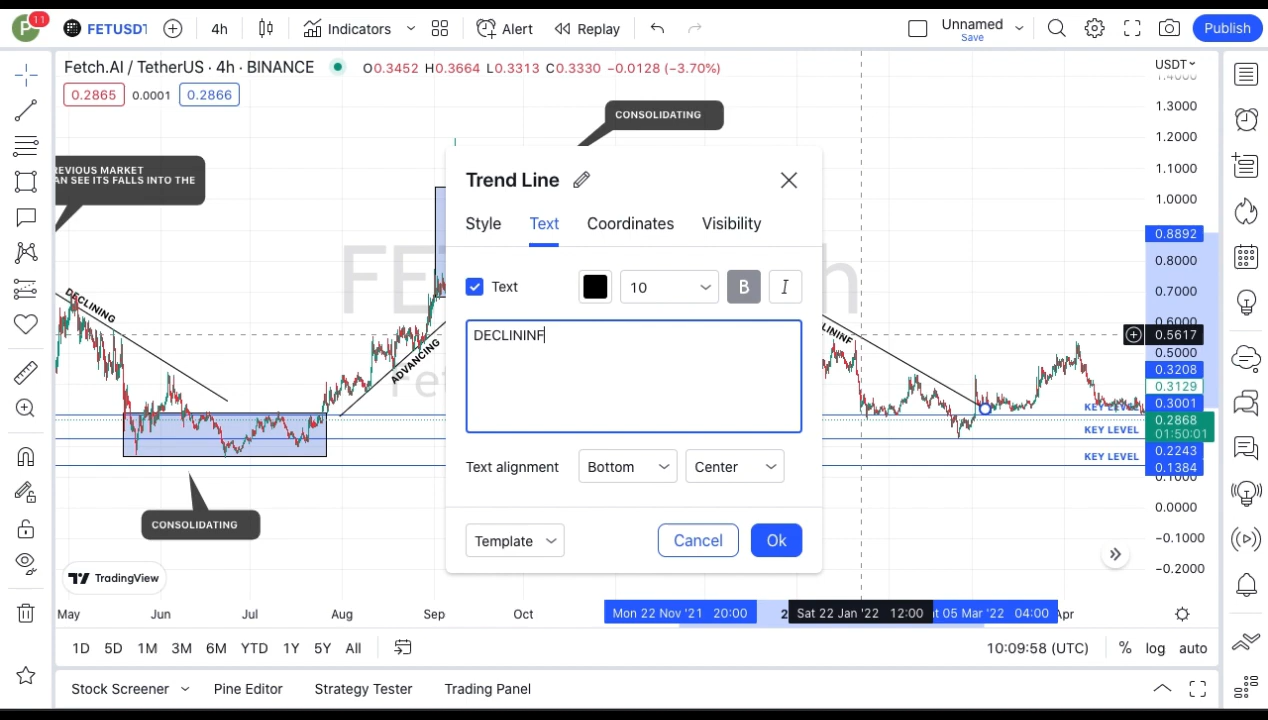 P
11
FETUSDT
4h
Indicators
Alert
Replay
Unnamed
Save
Publish
Fetch.AI / TetherUS · 4h · BINANCE
O0.3452 H0.3664 L0.3313 C0.3330 −0.0128 (−3.70%)
0.2865 0.0001 0.2866
USDT
1.4000
1.3000
1.2000
1.1000
1.0000
0.8892
0.8000
0.7000
0.6000
0.5617
0.5000
0.3208
0.3129
0.3001
0.2868
01:50:01
0.2243
0.1384
0.1000
0.0000
−0.1000
−0.2000
CONSOLIDATING
EVIOUS MARKET
AN SEE ITS FALLS INTO THE
DECLINING
ADVANCING
LININF
KEY LEVEL
KEY LEVEL
KEY LEVEL
CONSOLIDATING
TradingView
Trend Line
Style
Text
Coordinates
Visibility
Text
10
B
I
DECLININF
Text alignment
Bottom
Center
Template
Cancel
Ok
May Jun Jul Aug Sep Oct
Mon 22 Nov '21 20:00
2
Sat 22 Jan '22 12:00
t 05 Mar '22 04:00
Apr
1D 5D 1M 3M 6M YTD 1Y 5Y All
10:09:58 (UTC)
% log auto
Stock Screener
Pine Editor
Strategy Tester
Trading Panel